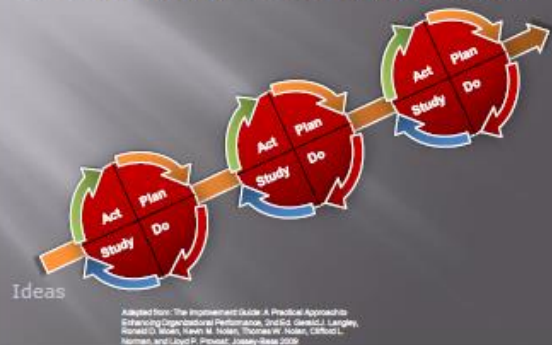 Act Plan
Study Do
Act Plan
Study Do
Act Plan
Study Do
Ideas
Adapted from: The Improvement Guide: A Practical Approach to
Enhancing Organizational Performance, 2nd Ed. Gerald J. Langley,
Ronald D. Moen, Kevin M. Nolan, Thomas W. Nolan, Clifford L.
Norman, and Lloyd P. Provost. Jossey-Bass 2009